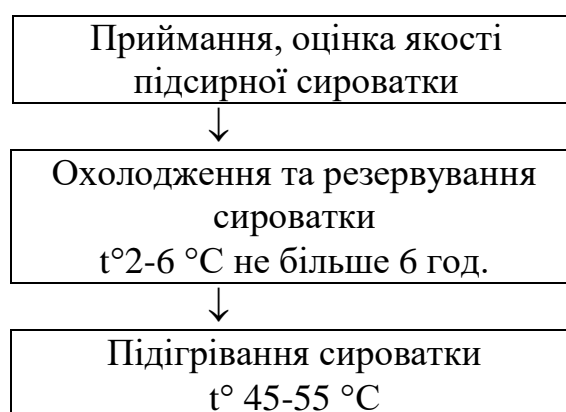 Приймання, оцінка якості
підсирної сироватки
↓
Охолодження та резервування
сироватки
t°2-6 °С не більше 6 год.
↓
Підігрівання сироватки
t° 45-55 °С